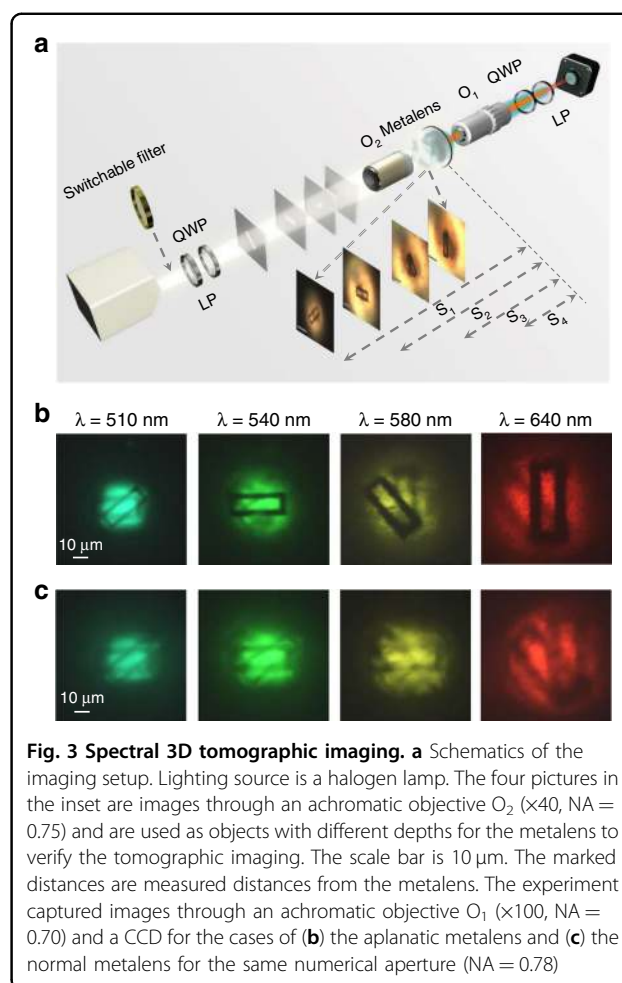 a
Switchable filter
QWP
LP
O₂ Metalens
O₁ QWP
LP
S₁
S₂
S₃
S₄
b
λ = 510 nm λ = 540 nm λ = 580 nm λ = 640 nm
10 μm
c
10 μm
Fig. 3 Spectral 3D tomographic imaging. a Schematics of the
imaging setup. Lighting source is a halogen lamp. The four pictures in
the inset are images through an achromatic objective O₂ (×40, NA =
0.75) and are used as objects with different depths for the metalens to
verify the tomographic imaging. The scale bar is 10 μm. The marked
distances are measured distances from the metalens. The experiment
captured images through an achromatic objective O₁ (×100, NA =
0.70) and a CCD for the cases of (b) the aplanatic metalens and (c) the
normal metalens for the same numerical aperture (NA = 0.78)